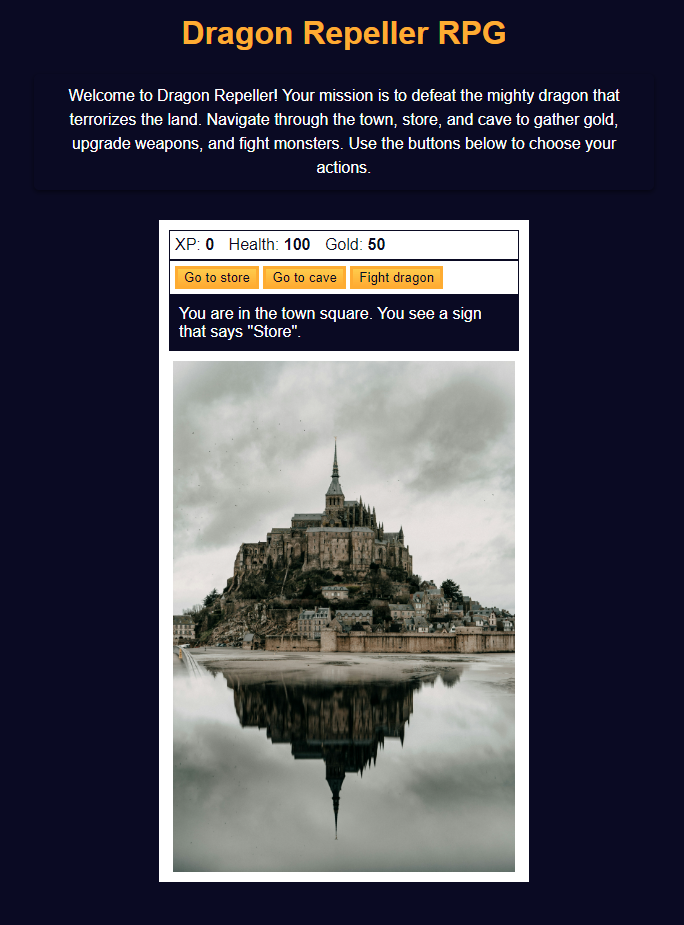 Dragon Repeller RPG
Welcome to Dragon Repeller! Your mission is to defeat the mighty dragon that
terrorizes the land. Navigate through the town, store, and cave to gather gold,
upgrade weapons, and fight monsters. Use the buttons below to choose your
actions.
XP: 0 Health: 100 Gold: 50
Go to store Go to cave Fight dragon
You are in the town square. You see a sign
that says "Store".